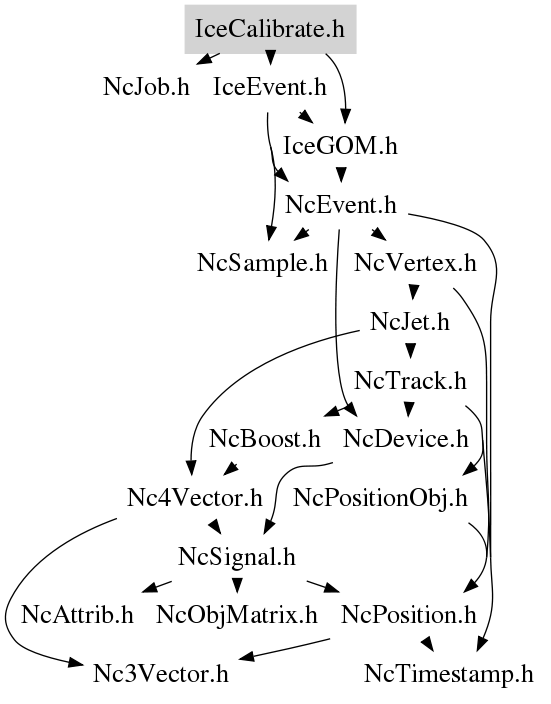 IceCalibrate.h
NcJob.h
IceEvent.h
IceGOM.h
NcEvent.h
NcSample.h
NcVertex.h
NcJet.h
NcTrack.h
NcBoost.h
NcDevice.h
Nc4Vector.h
NcPositionObj.h
NcSignal.h
NcAttrib.h
NcObjMatrix.h
NcPosition.h
Nc3Vector.h
NcTimestamp.h